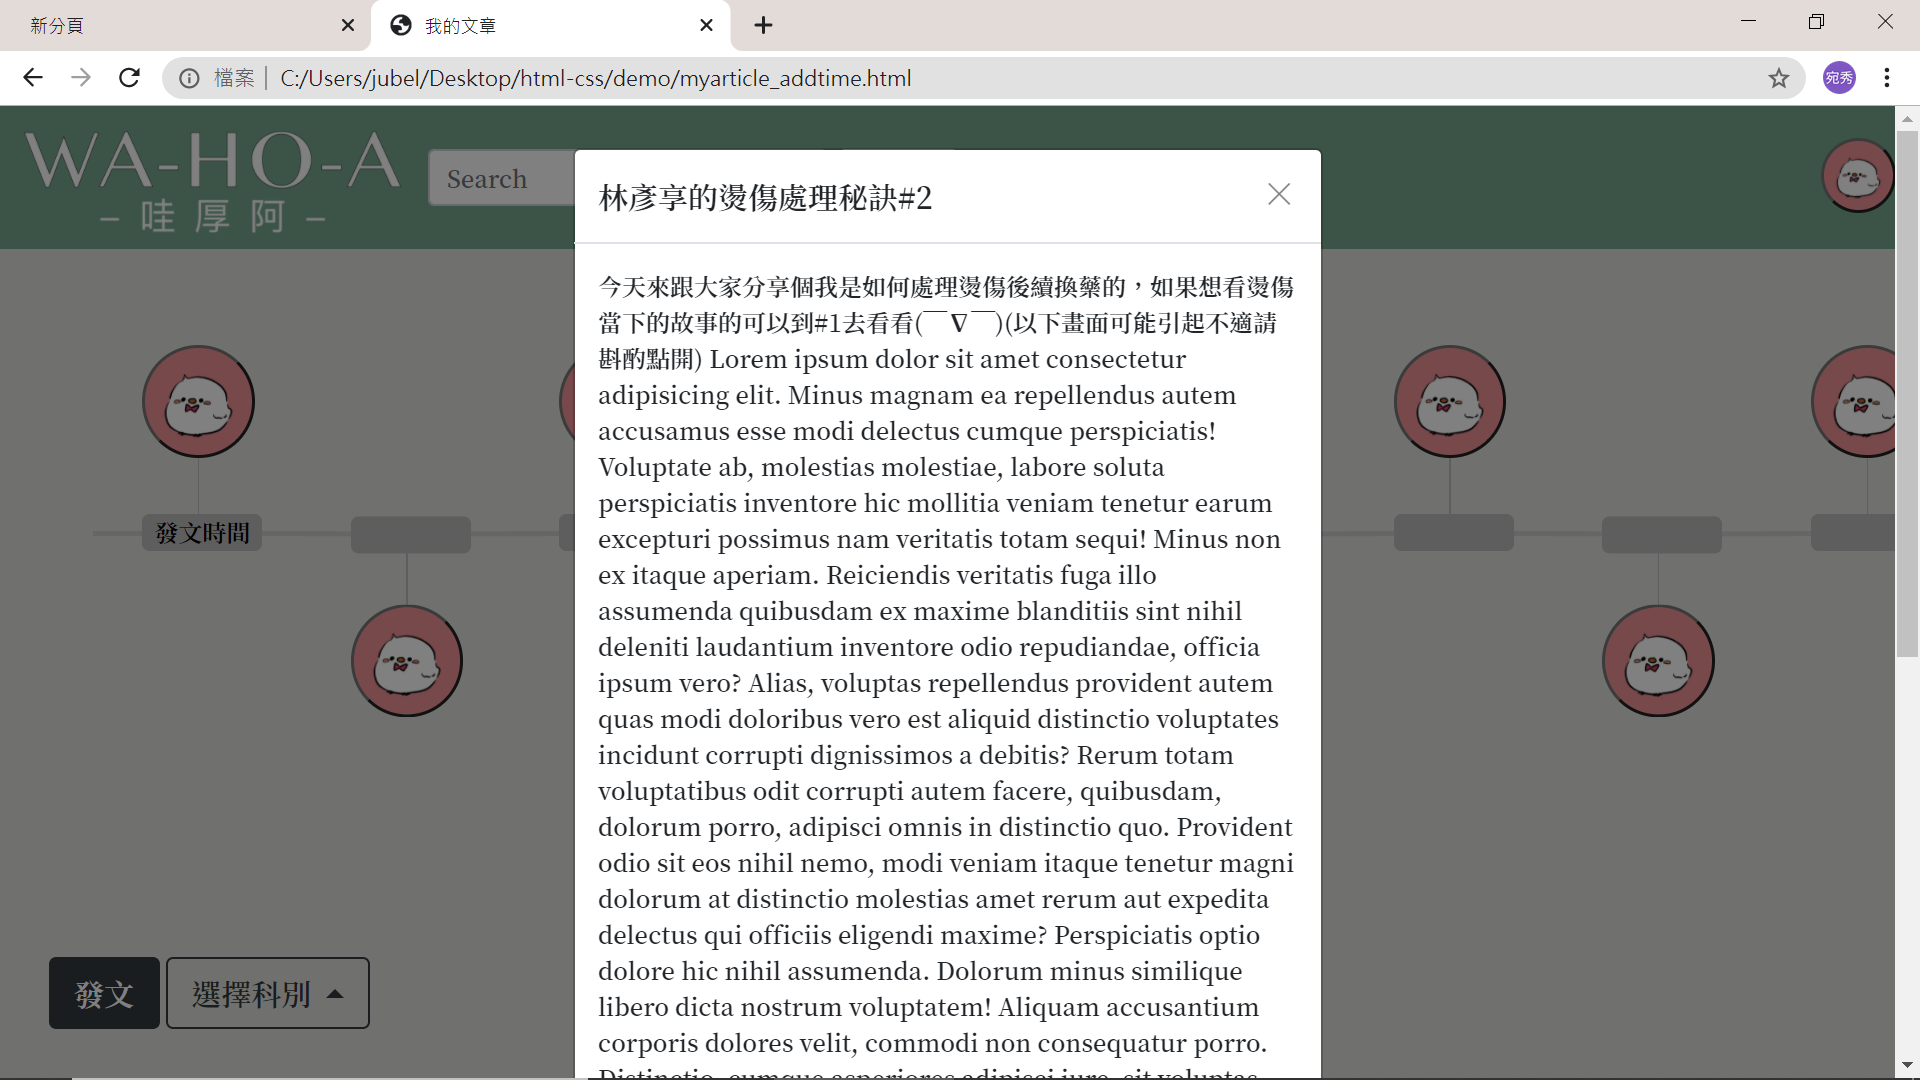 新分頁
我的文章
檔案 | C:/Users/jubel/Desktop/html-css/demo/myarticle_addtime.html
宛秀
WA-HO-A
– 哇厚阿 –
Search
林彥享的燙傷處理秘訣#2
今天來跟大家分享個我是如何處理燙傷後續換藥的，如果想看燙傷
當下的故事的可以到#1去看看(￣∇￣)(以下畫面可能引起不適請
斟酌點開) Lorem ipsum dolor sit amet consectetur
adipisicing elit. Minus magnam ea repellendus autem
accusamus esse modi delectus cumque perspiciatis!
Voluptate ab, molestias molestiae, labore soluta
perspiciatis inventore hic mollitia veniam tenetur earum
excepturi possimus nam veritatis totam sequi! Minus non
ex itaque aperiam. Reiciendis veritatis fuga illo
assumenda quibusdam ex maxime blanditiis sint nihil
deleniti laudantium inventore odio repudiandae, officia
ipsum vero? Alias, voluptas repellendus provident autem
quas modi doloribus vero est aliquid distinctio voluptates
incidunt corrupti dignissimos a debitis? Rerum totam
voluptatibus odit corrupti autem facere, quibusdam,
dolorum porro, adipisci omnis in distinctio quo. Provident
odio sit eos nihil nemo, modi veniam itaque tenetur magni
dolorum at distinctio molestias amet rerum aut expedita
delectus qui officiis eligendi maxime? Perspiciatis optio
dolore hic nihil assumenda. Dolorum minus similique
libero dicta nostrum voluptatem! Aliquam accusantium
corporis dolores velit, commodi non consequatur porro.
Distinctio, cumque asperiores adipisci iure, sit voluptas
發文時間
發文
選擇科別